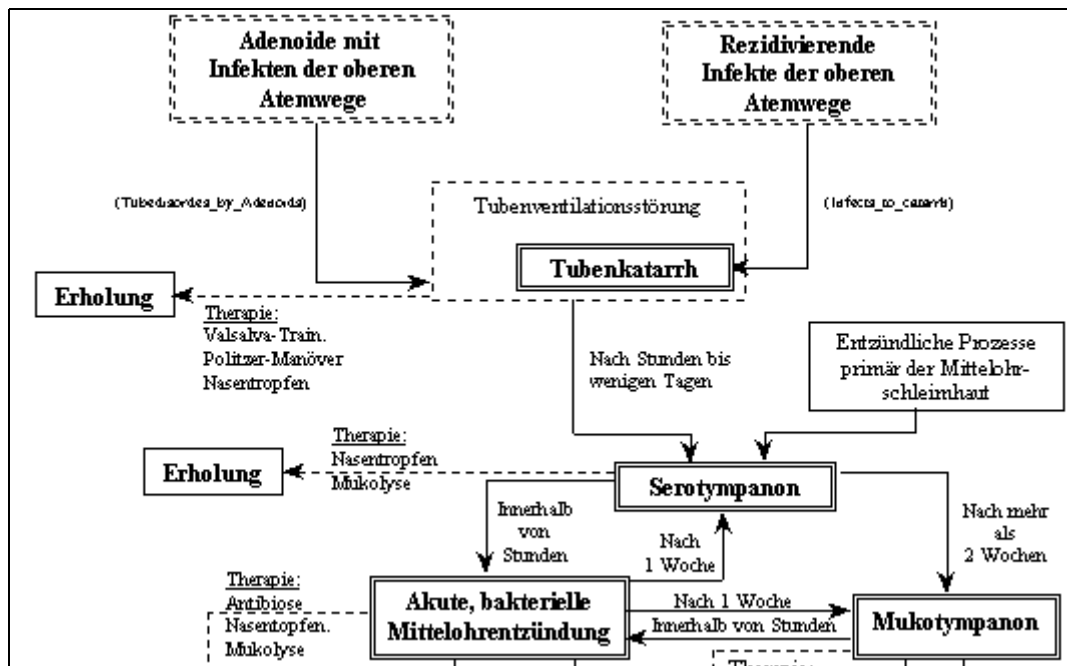 Adenoide mit
Infekten der oberen
Atemwege
Rezidivierende
Infekte der oberen
Atemwege
Tubenventilationsstörung
Tubenkatarrh
Erholung
Therapie:
Valsalva-Train.
Politzer-Manöver
Nasentropfen
Nach Stunden bis
wenigen Tagen
Entzündliche Prozesse
primär der Mittelohr-
schleimhaut
Erholung
Therapie:
Nasentropfen
Mukolyse
Serotympanon
Innerhalb
von
Stunden
Nach
1 Woche
Nach mehr
als
2 Wochen
Therapie:
Antibiose
Nasentopfen.
Mukolyse
Akute, bakterielle
Mittelohrentzündung
Nach 1 Woche
Innerhalb von Stunden
Mukotympanon